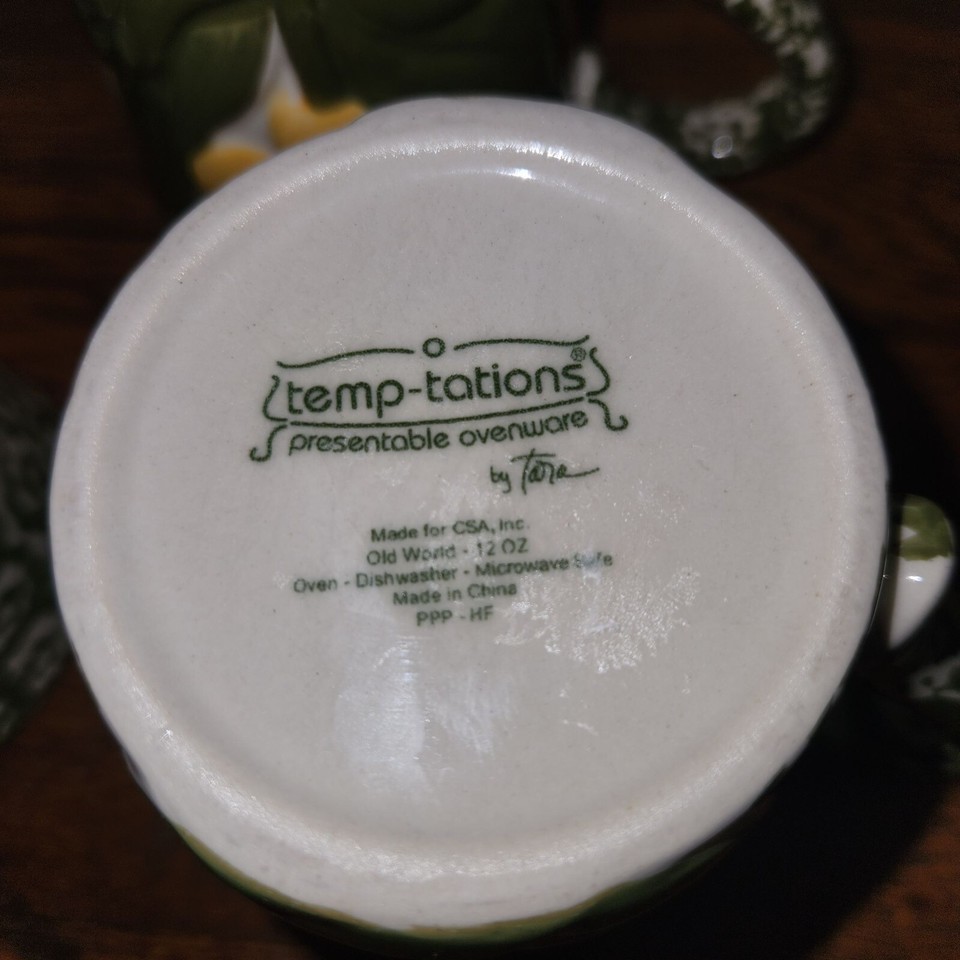 temp-tations®
presentable ovenware
by Tara
Made for CSA, Inc.
Old World - 12 OZ
Oven - Dishwasher - Microwave Safe
Made in China
PPP - HF